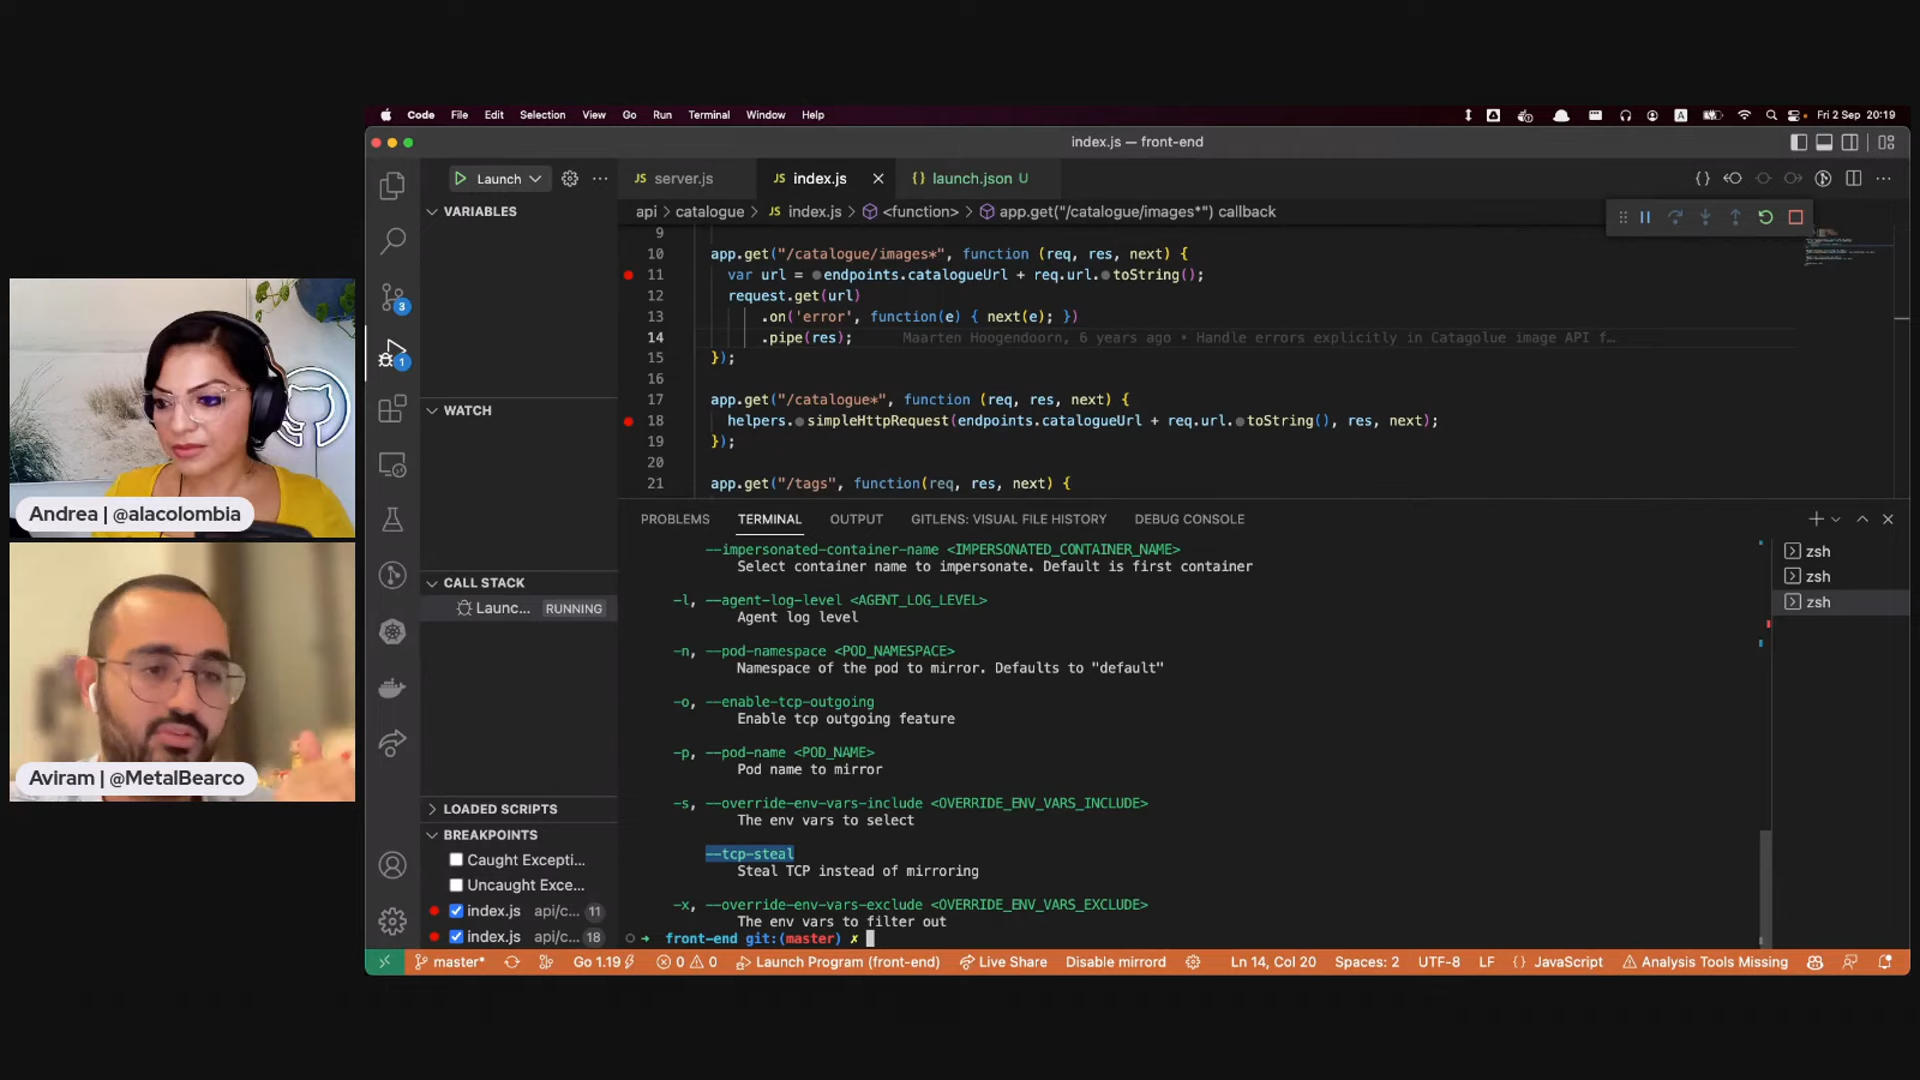 Code File Edit Selection View Go Run Terminal Window Help
A
Fri 2 Sep 20:19
index.js — front-end
Launch
JS server.js
JS index.js
{} launch.json U
api > catalogue > JS index.js > <function> > app.get("/catalogue/images*") callback
VARIABLES
WATCH
CALL STACK
Launc... RUNNING
LOADED SCRIPTS
BREAKPOINTS
Caught Excepti...
Uncaught Exce...
index.js api/c... 11
index.js api/c... 18
3
1
9
10 app.get("/catalogue/images*", function (req, res, next) {
11 var url = endpoints.catalogueUrl + req.url.toString();
12 request.get(url)
13 .on('error', function(e) { next(e); })
14 .pipe(res); Maarten Hoogendoorn, 6 years ago • Handle errors explicitly in Catagolue image API f…
15 });
16
17 app.get("/catalogue*", function (req, res, next) {
18 helpers.simpleHttpRequest(endpoints.catalogueUrl + req.url.toString(), res, next);
19 });
20
21 app.get("/tags", function(req, res, next) {
PROBLEMS TERMINAL OUTPUT GITLENS: VISUAL FILE HISTORY DEBUG CONSOLE
--impersonated-container-name <IMPERSONATED_CONTAINER_NAME>
Select container name to impersonate. Default is first container
-l, --agent-log-level <AGENT_LOG_LEVEL>
Agent log level
-n, --pod-namespace <POD_NAMESPACE>
Namespace of the pod to mirror. Defaults to "default"
-o, --enable-tcp-outgoing
Enable tcp outgoing feature
-p, --pod-name <POD_NAME>
Pod name to mirror
-s, --override-env-vars-include <OVERRIDE_ENV_VARS_INCLUDE>
The env vars to select
--tcp-steal
Steal TCP instead of mirroring
-x, --override-env-vars-exclude <OVERRIDE_ENV_VARS_EXCLUDE>
The env vars to filter out
front-end git:(master) ✗
zsh
zsh
zsh
master* Go 1.19 0 0 Launch Program (front-end) Live Share Disable mirrord Ln 14, Col 20 Spaces: 2 UTF-8 LF {} JavaScript Analysis Tools Missing
Andrea | @alacolombia
Aviram | @MetalBearco